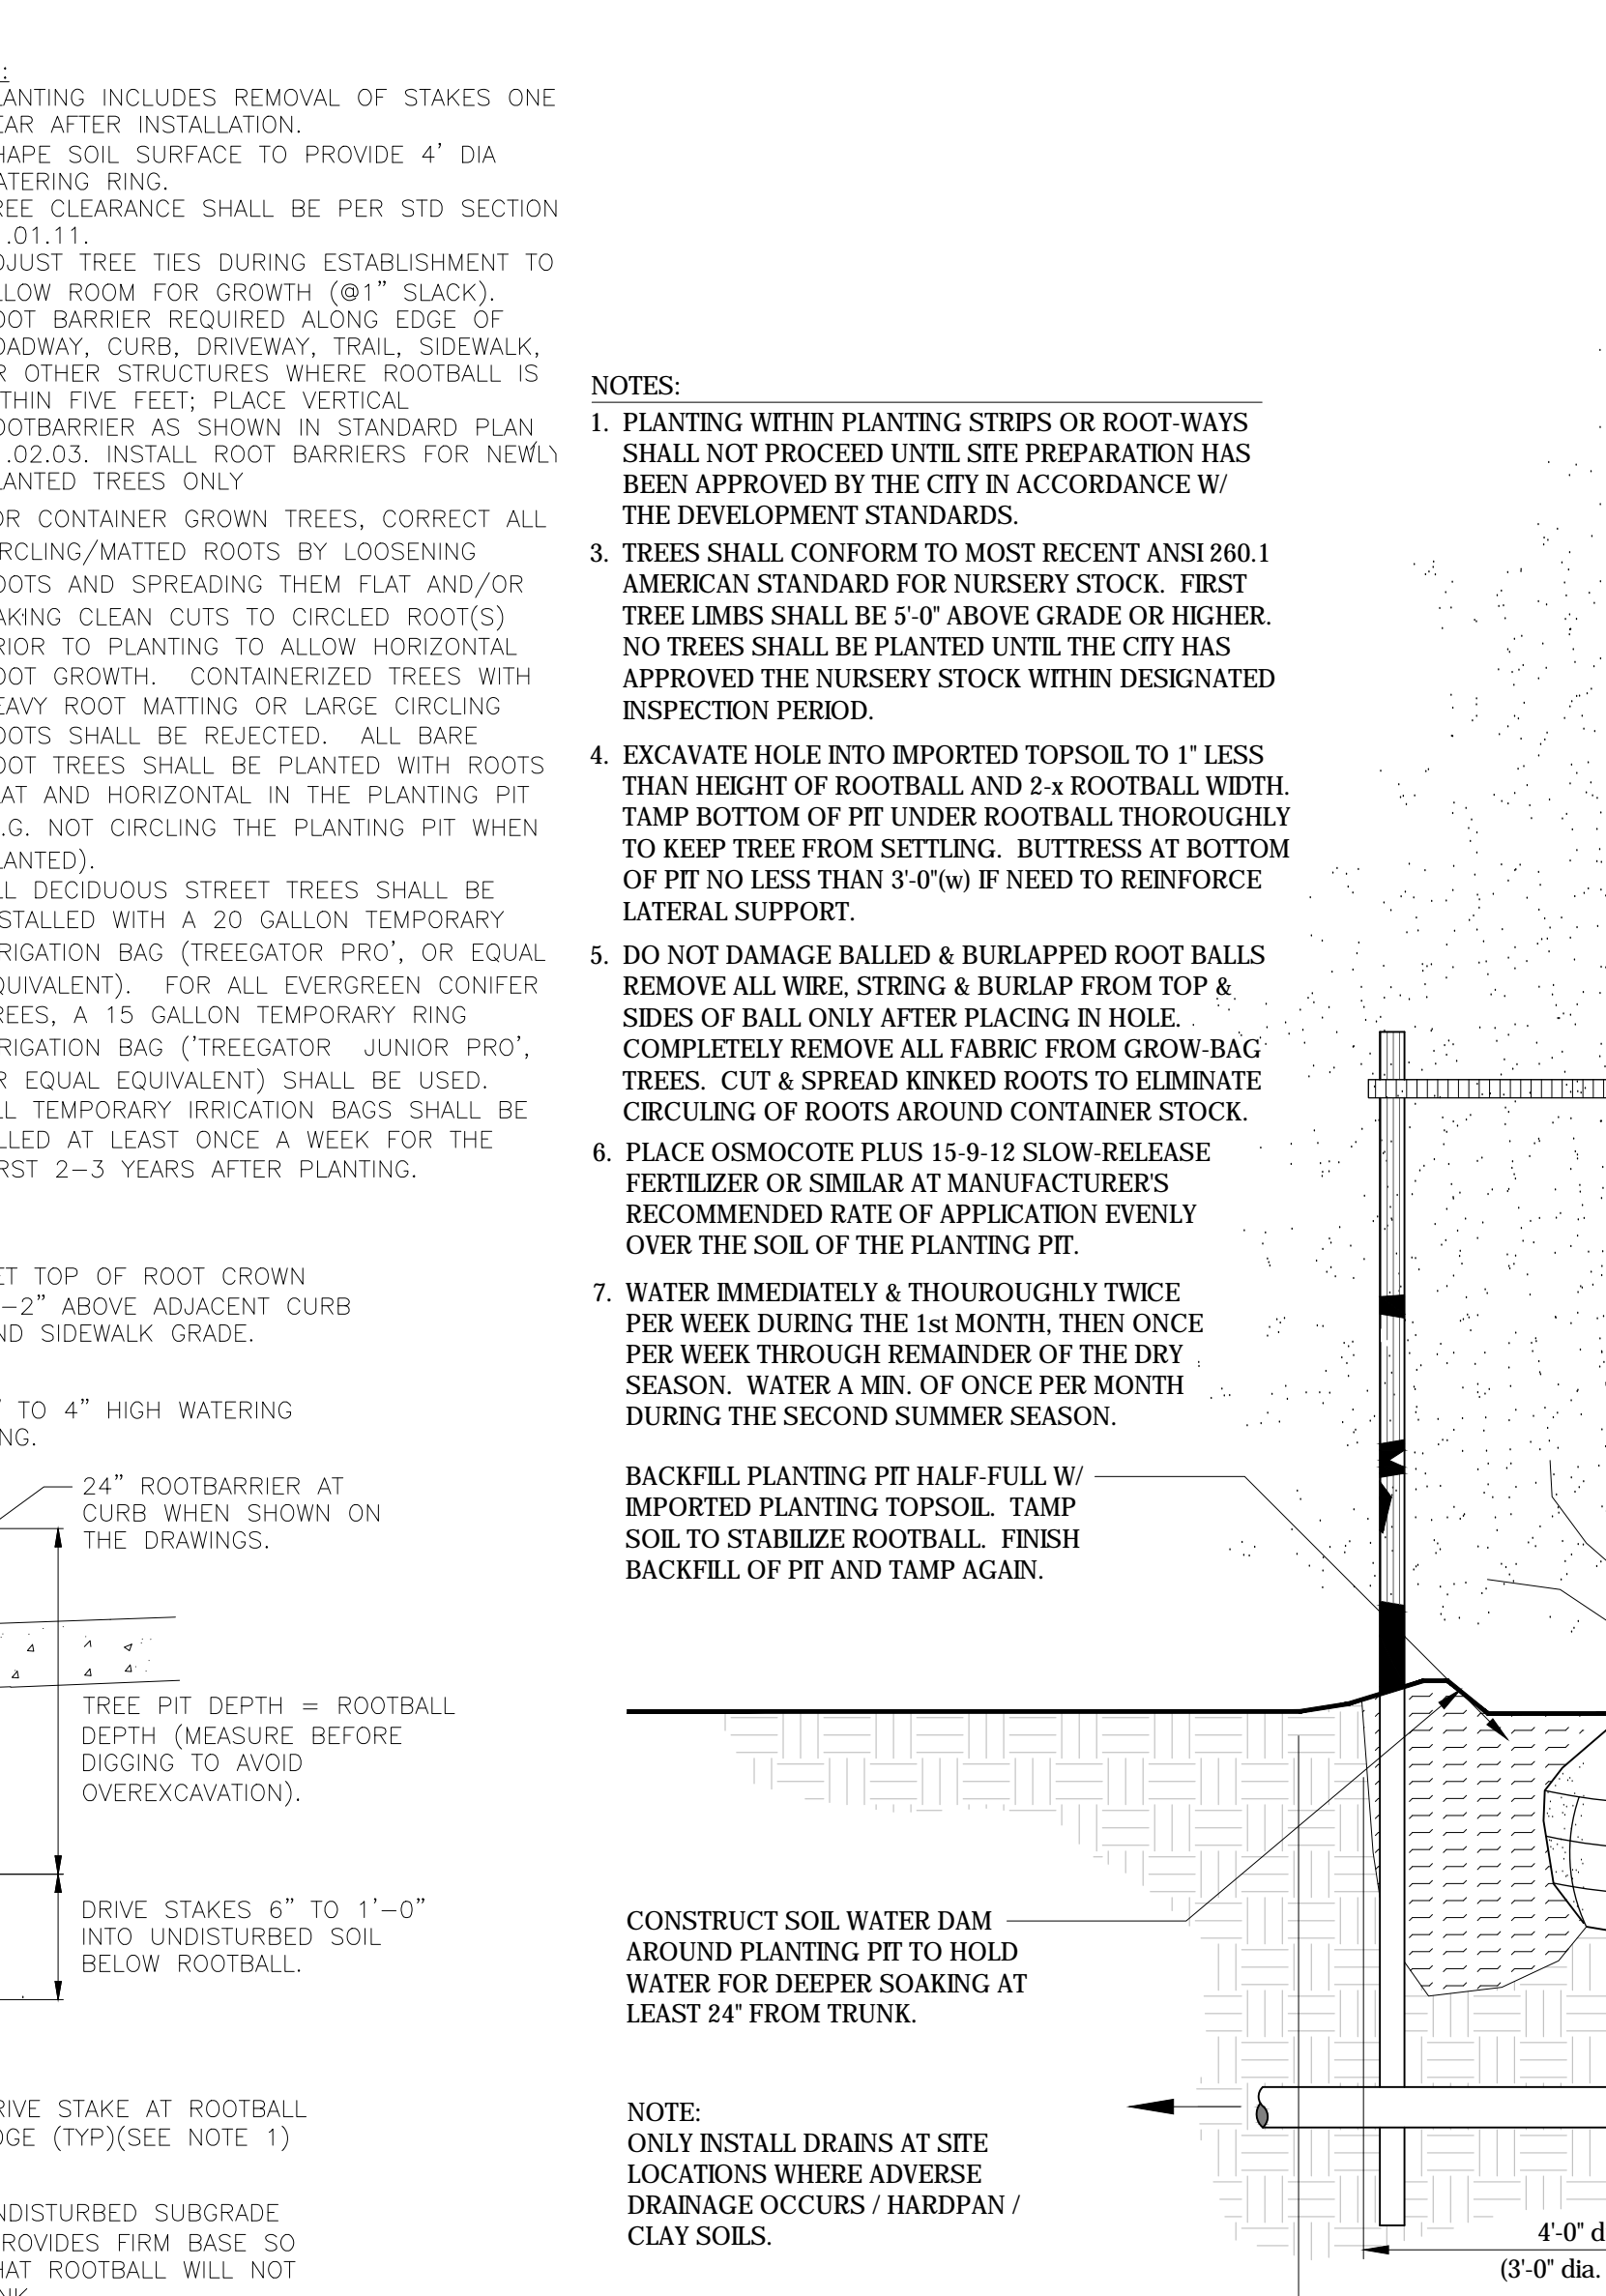 :
LANTING INCLUDES REMOVAL OF STAKES ONE
EAR AFTER INSTALLATION.
HAPE SOIL SURFACE TO PROVIDE 4' DIA
ATERING RING.
REE CLEARANCE SHALL BE PER STD SECTION
.01.11.
DJUST TREE TIES DURING ESTABLISHMENT TO
LLOW ROOM FOR GROWTH (@1" SLACK).
OOT BARRIER REQUIRED ALONG EDGE OF
OADWAY, CURB, DRIVEWAY, TRAIL, SIDEWALK,
R OTHER STRUCTURES WHERE ROOTBALL IS
THIN FIVE FEET; PLACE VERTICAL
OOTBARRIER AS SHOWN IN STANDARD PLAN
.02.03. INSTALL ROOT BARRIERS FOR NEWLY
LANTED TREES ONLY
OR CONTAINER GROWN TREES, CORRECT ALL
RCLING/MATTED ROOTS BY LOOSENING
OOTS AND SPREADING THEM FLAT AND/OR
AKING CLEAN CUTS TO CIRCLED ROOT(S)
RIOR TO PLANTING TO ALLOW HORIZONTAL
OOT GROWTH. CONTAINERIZED TREES WITH
EAVY ROOT MATTING OR LARGE CIRCLING
OOTS SHALL BE REJECTED. ALL BARE
OOT TREES SHALL BE PLANTED WITH ROOTS
AT AND HORIZONTAL IN THE PLANTING PIT
.G. NOT CIRCLING THE PLANTING PIT WHEN
LANTED).
LL DECIDUOUS STREET TREES SHALL BE
STALLED WITH A 20 GALLON TEMPORARY
RIGATION BAG (TREEGATOR PRO', OR EQUAL
QUIVALENT). FOR ALL EVERGREEN CONIFER
REES, A 15 GALLON TEMPORARY RING
RIGATION BAG ('TREEGATOR JUNIOR PRO',
R EQUAL EQUIVALENT) SHALL BE USED.
LL TEMPORARY IRRICATION BAGS SHALL BE
LLED AT LEAST ONCE A WEEK FOR THE
RST 2-3 YEARS AFTER PLANTING.
ET TOP OF ROOT CROWN
-2" ABOVE ADJACENT CURB
ND SIDEWALK GRADE.
" TO 4" HIGH WATERING
NG.
24" ROOTBARRIER AT
CURB WHEN SHOWN ON
THE DRAWINGS.
TREE PIT DEPTH = ROOTBALL
DEPTH (MEASURE BEFORE
DIGGING TO AVOID
OVEREXCAVATION).
DRIVE STAKES 6" TO 1'-0"
INTO UNDISTURBED SOIL
BELOW ROOTBALL.
RIVE STAKE AT ROOTBALL
DGE (TYP)(SEE NOTE 1)
NDISTURBED SUBGRADE
ROVIDES FIRM BASE SO
HAT ROOTBALL WILL NOT
NOTES:
1. PLANTING WITHIN PLANTING STRIPS OR ROOT-WAYS
SHALL NOT PROCEED UNTIL SITE PREPARATION HAS
BEEN APPROVED BY THE CITY IN ACCORDANCE W/
THE DEVELOPMENT STANDARDS.
3. TREES SHALL CONFORM TO MOST RECENT ANSI 260.1
AMERICAN STANDARD FOR NURSERY STOCK. FIRST
TREE LIMBS SHALL BE 5'-0" ABOVE GRADE OR HIGHER.
NO TREES SHALL BE PLANTED UNTIL THE CITY HAS
APPROVED THE NURSERY STOCK WITHIN DESIGNATED
INSPECTION PERIOD.
4. EXCAVATE HOLE INTO IMPORTED TOPSOIL TO 1" LESS
THAN HEIGHT OF ROOTBALL AND 2-x ROOTBALL WIDTH.
TAMP BOTTOM OF PIT UNDER ROOTBALL THOROUGHLY
TO KEEP TREE FROM SETTLING. BUTTRESS AT BOTTOM
OF PIT NO LESS THAN 3'-0"(w) IF NEED TO REINFORCE
LATERAL SUPPORT.
5. DO NOT DAMAGE BALLED & BURLAPPED ROOT BALLS
REMOVE ALL WIRE, STRING & BURLAP FROM TOP &
SIDES OF BALL ONLY AFTER PLACING IN HOLE.
COMPLETELY REMOVE ALL FABRIC FROM GROW-BAG
TREES. CUT & SPREAD KINKED ROOTS TO ELIMINATE
CIRCULING OF ROOTS AROUND CONTAINER STOCK.
6. PLACE OSMOCOTE PLUS 15-9-12 SLOW-RELEASE
FERTILIZER OR SIMILAR AT MANUFACTURER'S
RECOMMENDED RATE OF APPLICATION EVENLY
OVER THE SOIL OF THE PLANTING PIT.
7. WATER IMMEDIATELY & THOUROUGHLY TWICE
PER WEEK DURING THE 1st MONTH, THEN ONCE
PER WEEK THROUGH REMAINDER OF THE DRY
SEASON. WATER A MIN. OF ONCE PER MONTH
DURING THE SECOND SUMMER SEASON.
BACKFILL PLANTING PIT HALF-FULL W/
IMPORTED PLANTING TOPSOIL. TAMP
SOIL TO STABILIZE ROOTBALL. FINISH
BACKFILL OF PIT AND TAMP AGAIN.
CONSTRUCT SOIL WATER DAM
AROUND PLANTING PIT TO HOLD
WATER FOR DEEPER SOAKING AT
LEAST 24" FROM TRUNK.
NOTE:
ONLY INSTALL DRAINS AT SITE
LOCATIONS WHERE ADVERSE
DRAINAGE OCCURS / HARDPAN /
CLAY SOILS.
4'-0" d
(3'-0" dia.